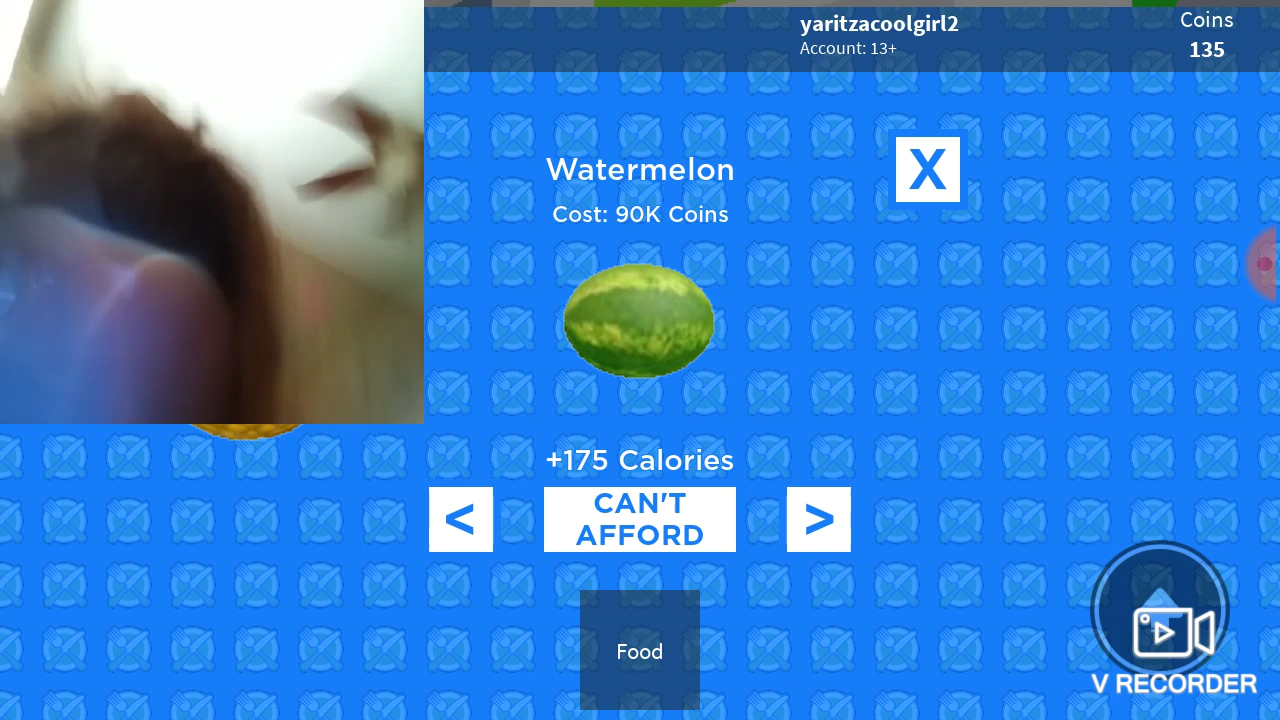 yaritzacoolgirl2
Account: 13+
Coins
135
X
Watermelon
Cost: 90K Coins
+175 Calories
<
CAN'T
AFFORD
>
Food
V RECORDER